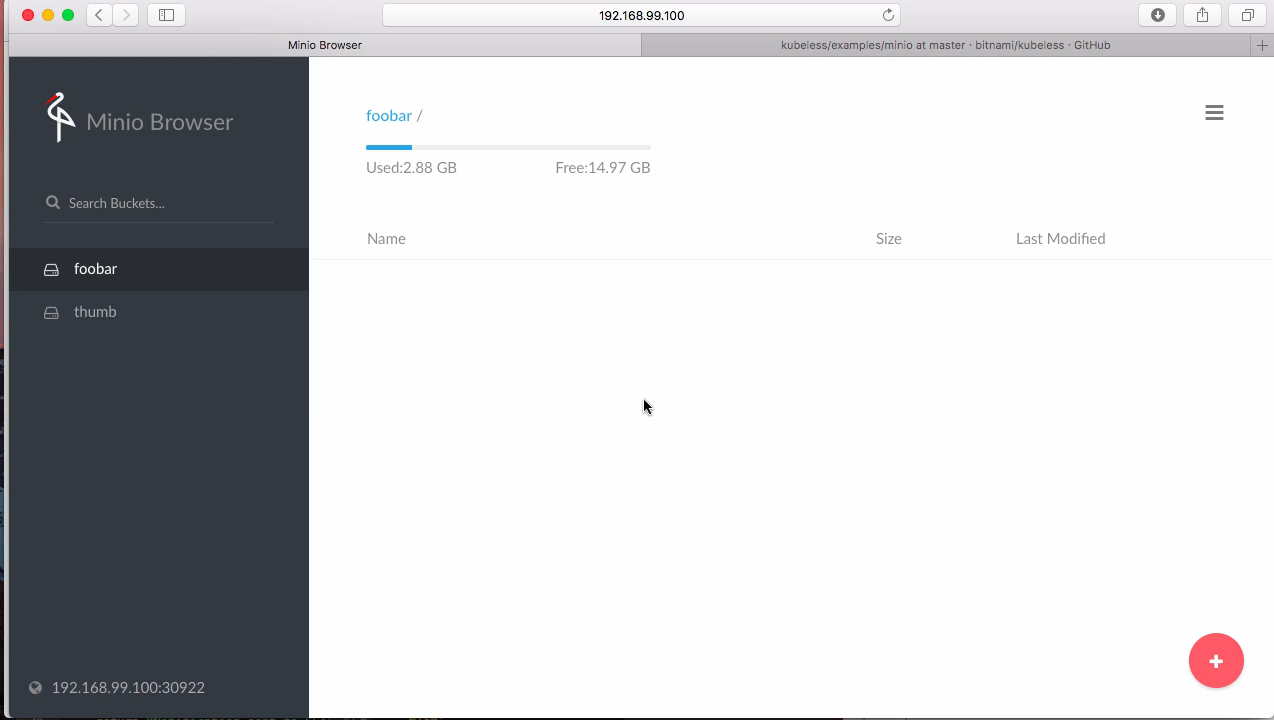 192.168.99.100
Minio Browser
kubeless/examples/minio at master · bitnami/kubeless · GitHub
Minio Browser
Search Buckets...
foobar
thumb
192.168.99.100:30922
foobar /
Used:2.88 GB Free:14.97 GB
Name Size Last Modified